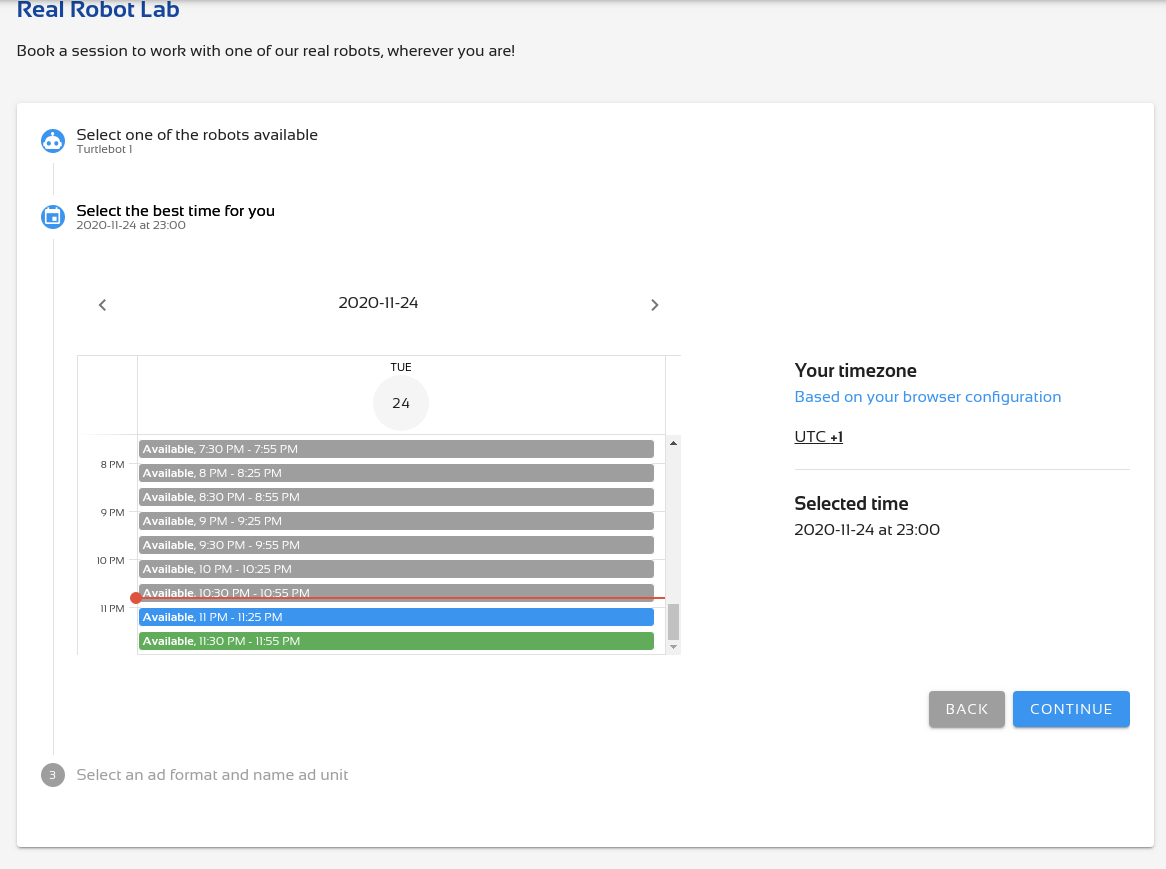 Real Robot Lab
Book a session to work with one of our real robots, wherever you are!
Select one of the robots available
Turtlebot 1
Select the best time for you
2020-11-24 at 23:00
2020-11-24
TUE
24
Available, 7:30 PM - 7:55 PM
8 PM
Available, 8 PM - 8:25 PM
Available, 8:30 PM - 8:55 PM
9 PM
Available, 9 PM - 9:25 PM
Available, 9:30 PM - 9:55 PM
10 PM
Available, 10 PM - 10:25 PM
Available, 10:30 PM - 10:55 PM
11 PM
Available, 11 PM - 11:25 PM
Available, 11:30 PM - 11:55 PM
Your timezone
Based on your browser configuration
UTC +1
Selected time
2020-11-24 at 23:00
BACK
CONTINUE
3 Select an ad format and name ad unit